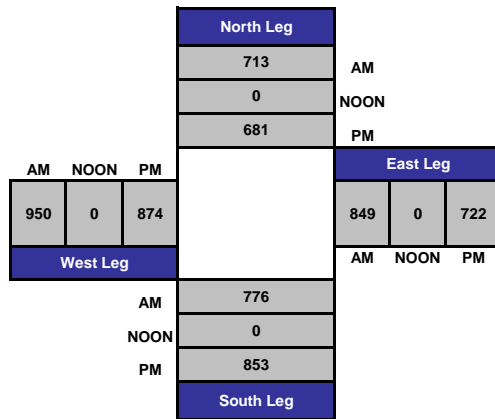 North Leg
713 AM
0 NOON
681 PM
AM NOON PM East Leg
950 0 874 849 0 722
West Leg AM NOON PM
AM 776
NOON 0
PM 853
South Leg